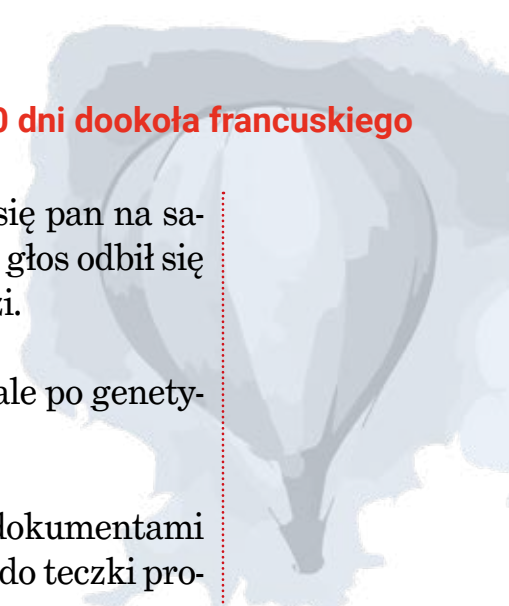 0 dni dookoła francuskiego
się pan na sa-
głos odbił się
zi.
ale po genety-
dokumentami
do teczki pro-